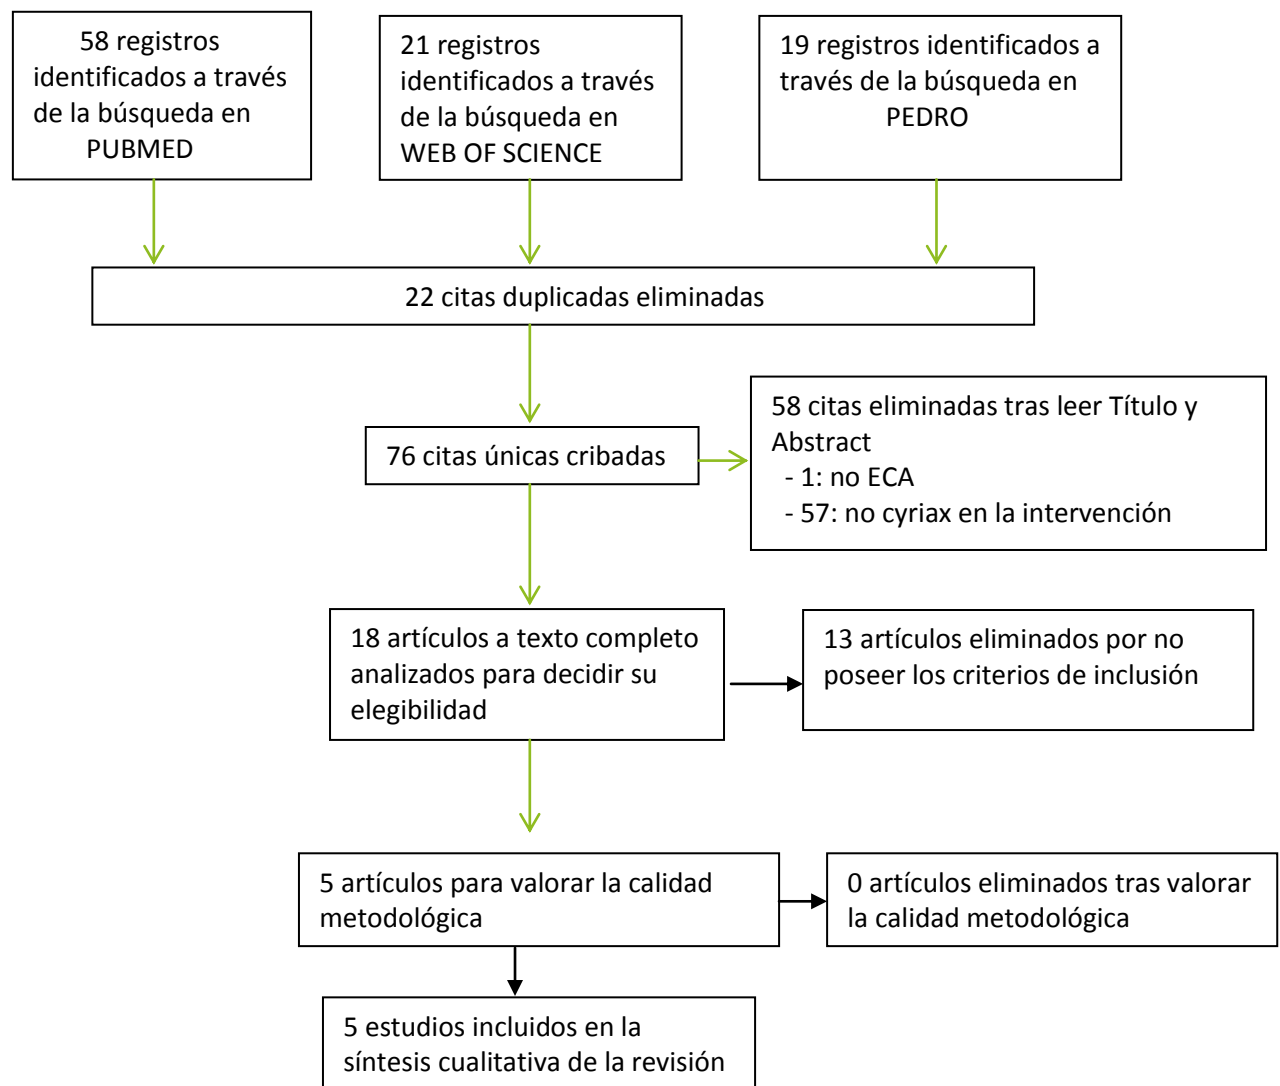 58 registros
identificados a través
de la búsqueda en
PUBMED
21 registros
identificados a través
de la búsqueda en
WEB OF SCIENCE
19 registros identificados a
través de la búsqueda en
PEDRO
22 citas duplicadas eliminadas
76 citas únicas cribadas
58 citas eliminadas tras leer Título y
Abstract
- 1: no ECA
- 57: no cyriax en la intervención
18 artículos a texto completo
analizados para decidir su
elegibilidad
13 artículos eliminados por no
poseer los criterios de inclusión
5 artículos para valorar la calidad
metodológica
0 artículos eliminados tras valorar
la calidad metodológica
5 estudios incluidos en la
síntesis cualitativa de la revisión